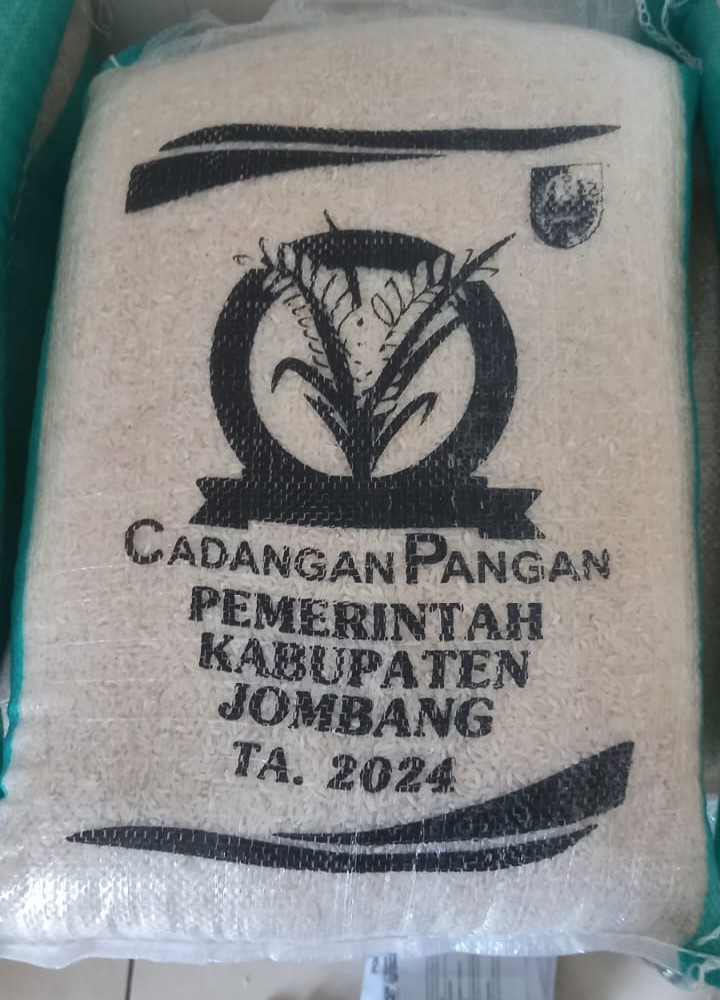 CADANGAN PANGAN
PEMERINTAH
KABUPATEN
JOMBANG
TA. 2024